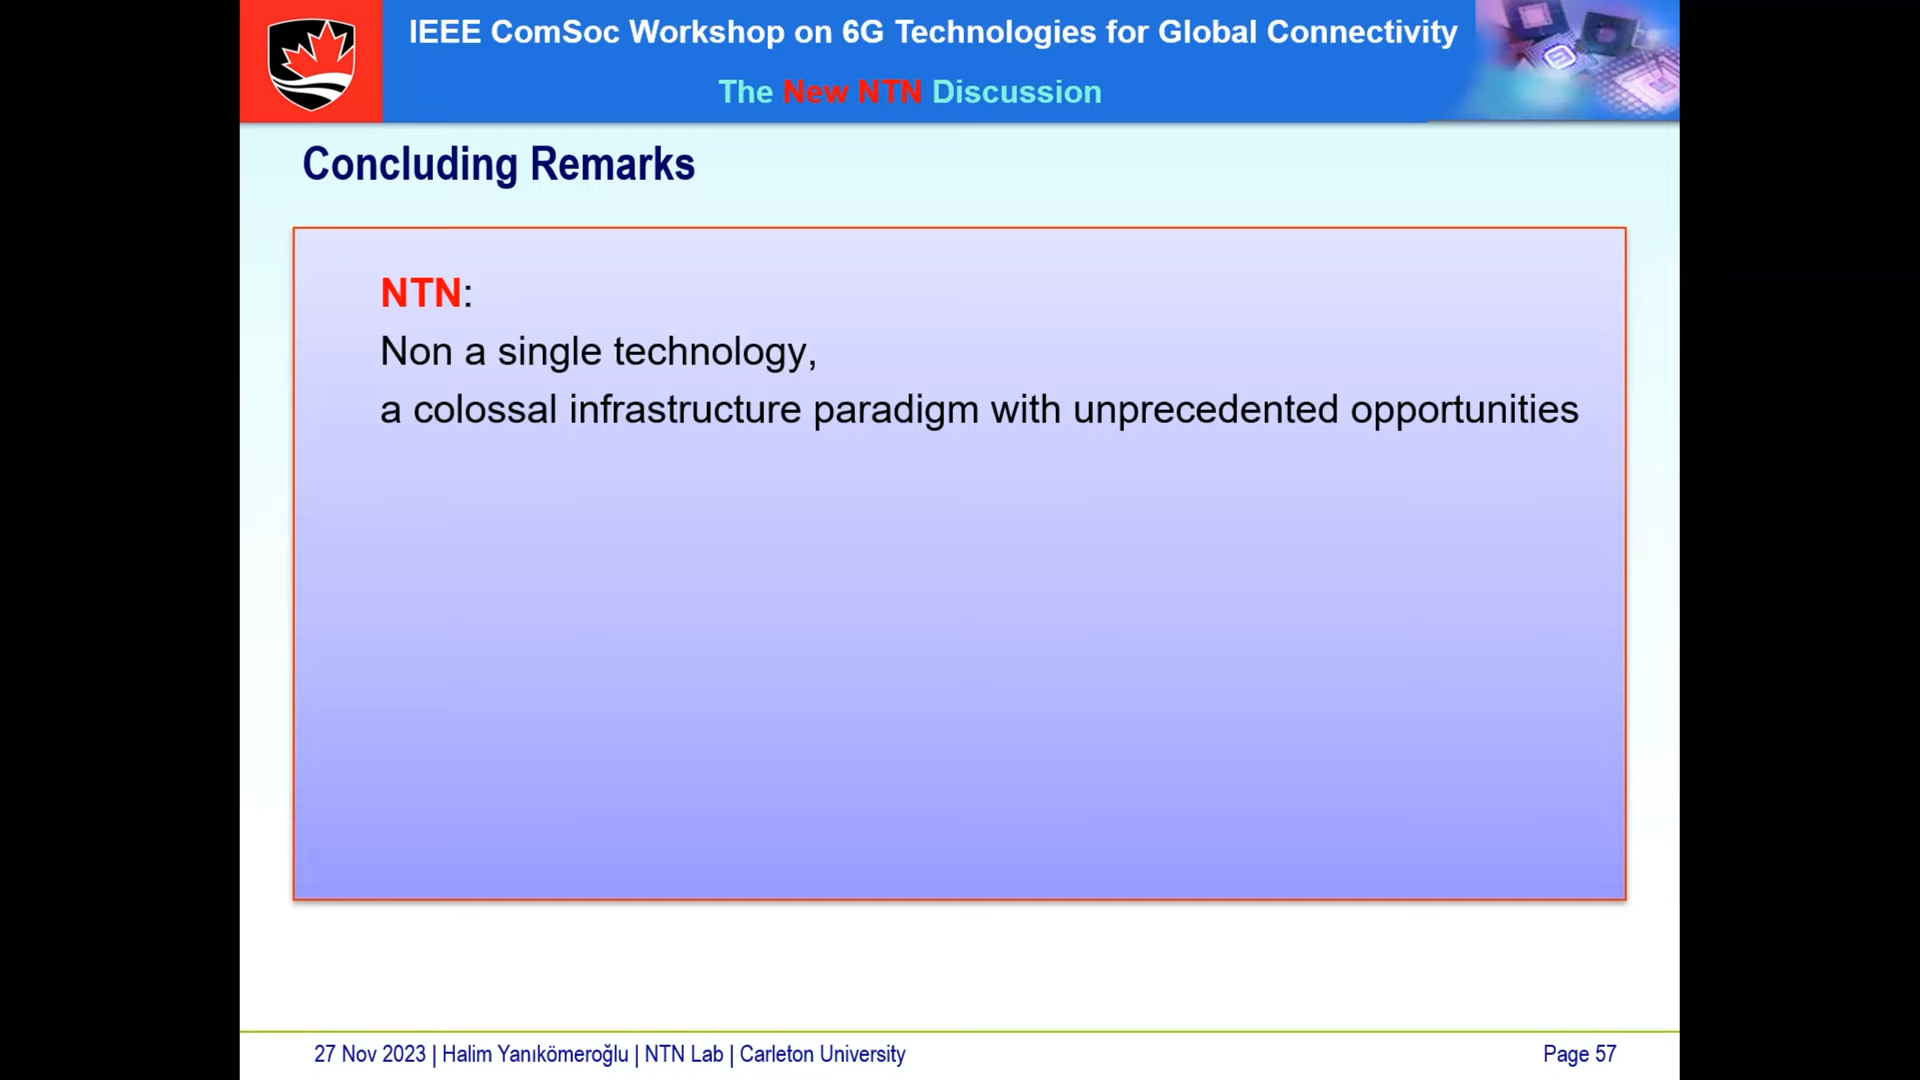 IEEE ComSoc Workshop on 6G Technologies for Global Connectivity
The New NTN Discussion
Concluding Remarks
NTN:
Non a single technology,
a colossal infrastructure paradigm with unprecedented opportunities
27 Nov 2023 | Halim Yanıkömeroğlu | NTN Lab | Carleton University
Page 57